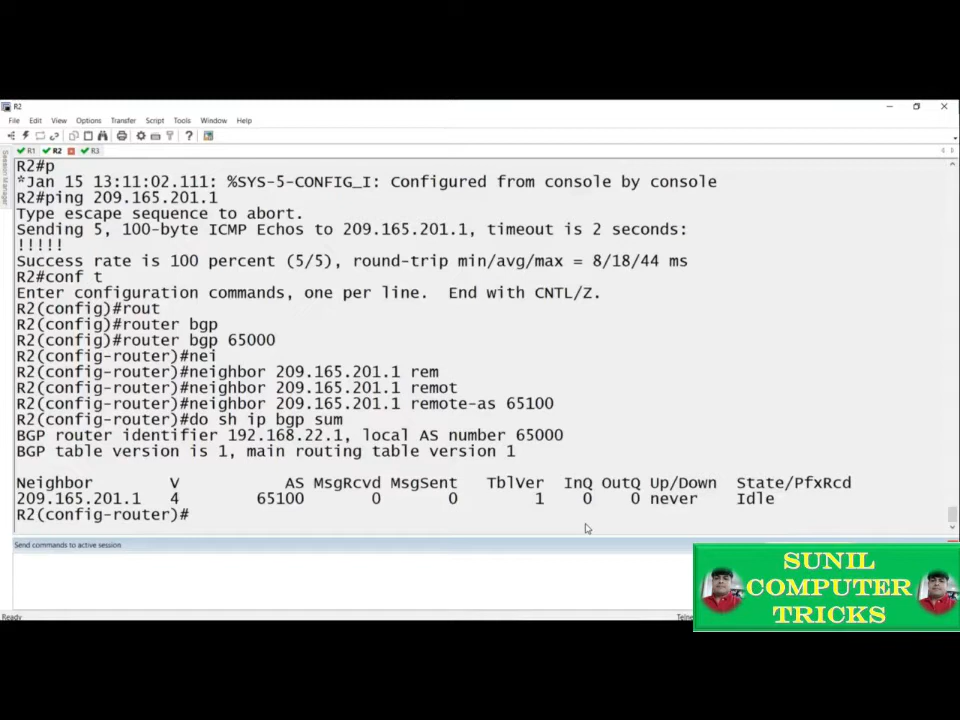 R2
File Edit View Options Transfer Script Tools Window Help
R1 R2 R3
Session Manager
R2#p
*Jan 15 13:11:02.111: %SYS-5-CONFIG_I: Configured from console by console
R2#ping 209.165.201.1
Type escape sequence to abort.
Sending 5, 100-byte ICMP Echos to 209.165.201.1, timeout is 2 seconds:
!!!!!
Success rate is 100 percent (5/5), round-trip min/avg/max = 8/18/44 ms
R2#conf t
Enter configuration commands, one per line.  End with CNTL/Z.
R2(config)#rout
R2(config)#router bgp
R2(config)#router bgp 65000
R2(config-router)#nei
R2(config-router)#neighbor 209.165.201.1 rem
R2(config-router)#neighbor 209.165.201.1 remot
R2(config-router)#neighbor 209.165.201.1 remote-as 65100
R2(config-router)#do sh ip bgp sum
BGP router identifier 192.168.22.1, local AS number 65000
BGP table version is 1, main routing table version 1
Neighbor V AS MsgRcvd MsgSent TblVer InQ OutQ Up/Down State/PfxRcd
209.165.201.1 4 65100 0 0 1 0 0 never Idle
R2(config-router)#
Send commands to active session
SUNIL
COMPUTER
TRICKS
Ready